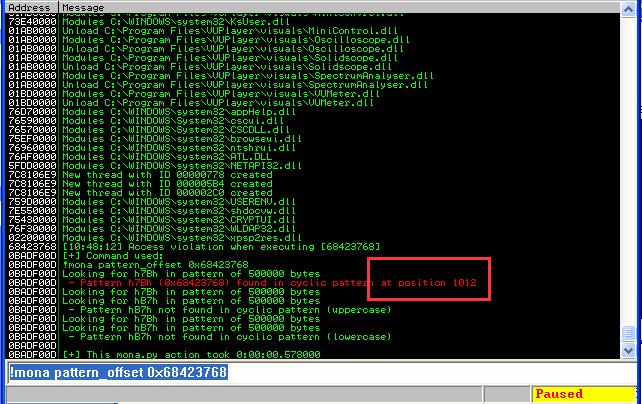 Address Message
73E40000 Modules C:\WINDOWS\system32\KsUser.dll
01AB0000 Unload C:\Program Files\VUPlayer\visuals\MiniControl.dll
01AB0000 Unload C:\Program Files\VUPlayer\visuals\Oscilloscope.dll
01AB0000 Unload C:\Program Files\VUPlayer\visuals\Oscilloscope.dll
01AB0000 Unload C:\Program Files\VUPlayer\visuals\Solidscope.dll
01AB0000 Unload C:\Program Files\VUPlayer\visuals\Solidscope.dll
01AB0000 Unload C:\Program Files\VUPlayer\visuals\SpectrumAnalyser.dll
01AB0000 Unload C:\Program Files\VUPlayer\visuals\SpectrumAnalyser.dll
01BD0000 Unload C:\Program Files\VUPlayer\visuals\VUMeter.dll
01BD0000 Unload C:\Program Files\VUPlayer\visuals\VUMeter.dll
76D70000 Modules C:\WINDOWS\system32\appHelp.dll
76590000 Modules C:\WINDOWS\system32\cscui.dll
76570000 Modules C:\WINDOWS\system32\CSCDLL.dll
75EF0000 Modules C:\WINDOWS\system32\browseui.dll
76960000 Modules C:\WINDOWS\system32\ntshrui.dll
76AF0000 Modules C:\WINDOWS\system32\ATL.DLL
5FDD0000 Modules C:\WINDOWS\system32\NETAPI32.dll
7C8106E9 New thread with ID 00000778 created
7C8106E9 New thread with ID 000005B4 created
7C8106E9 New thread with ID 000002C0 created
759D0000 Modules C:\WINDOWS\system32\USERENV.dll
7E550000 Modules C:\WINDOWS\system32\shdocvw.dll
75430000 Modules C:\WINDOWS\system32\CRYPTUI.dll
76F30000 Modules C:\WINDOWS\system32\WLDAP32.dll
02200000 Modules C:\WINDOWS\system32\xpsp2res.dll
68423768 [10:48:12] Access violation when executing [68423768]
0BADF00D [+] Command used:
0BADF00D !mona pattern_offset 0x68423768
0BADF00D Looking for h7Bh in pattern of 500000 bytes
0BADF00D - Pattern h7Bh (0x68423768) found in cyclic pattern at position 1012
0BADF00D Looking for h7Bh in pattern of 500000 bytes
0BADF00D Looking for hB7h in pattern of 500000 bytes
0BADF00D - Pattern hB7h not found in cyclic pattern (uppercase)
0BADF00D Looking for h7Bh in pattern of 500000 bytes
0BADF00D Looking for hB7h in pattern of 500000 bytes
0BADF00D - Pattern hB7h not found in cyclic pattern (lowercase)
0BADF00D
0BADF00D [+] This mona.py action took 0:00:00.578000
!mona pattern_offset 0x68423768
Paused